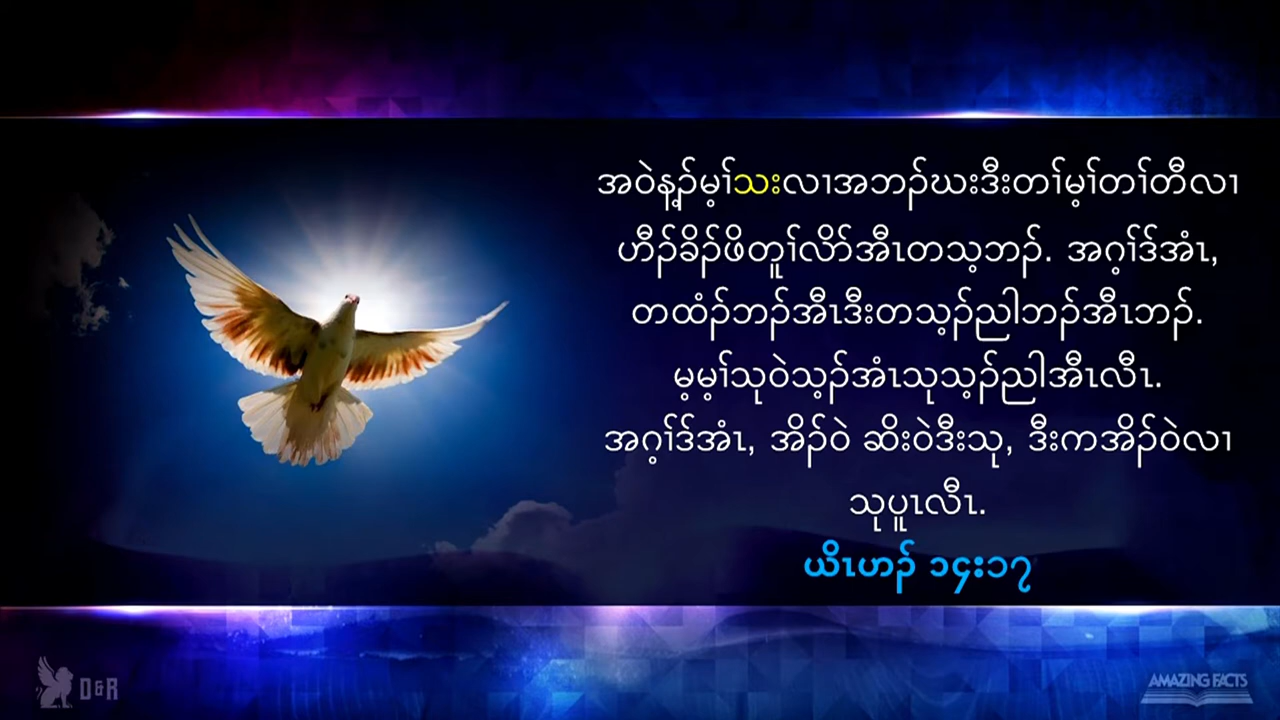 အဝဲန့ၣ်မ့ၢ်သးလၢအဘၣ်ဃးဒီးတၢ်မ့ၢ်တၢ်တီလၢ
ဟီၣ်ခိၣ်ဖိတူၢ်လိာ်အီၤတသ့ဘၣ်. အဂ့ၢ်ဒ်အံၤ,
တထံၣ်ဘၣ်အီၤဒီးတသ့ၣ်ညါဘၣ်အီၤဘၣ်.
မ့မ့ၢ်သုဝဲသ့ၣ်အံၤသုသ့ၣ်ညါအီၤလီၤ.
အဂ့ၢ်ဒ်အံၤ, အိၣ်ဝဲ ဆိးဝဲဒီးသု, ဒီးကအိၣ်ဝဲလၢ
သုပူၤလီၤ.
ယိၤဟၣ် ၁၄း၁၇
D&R
AMAZING FACTS